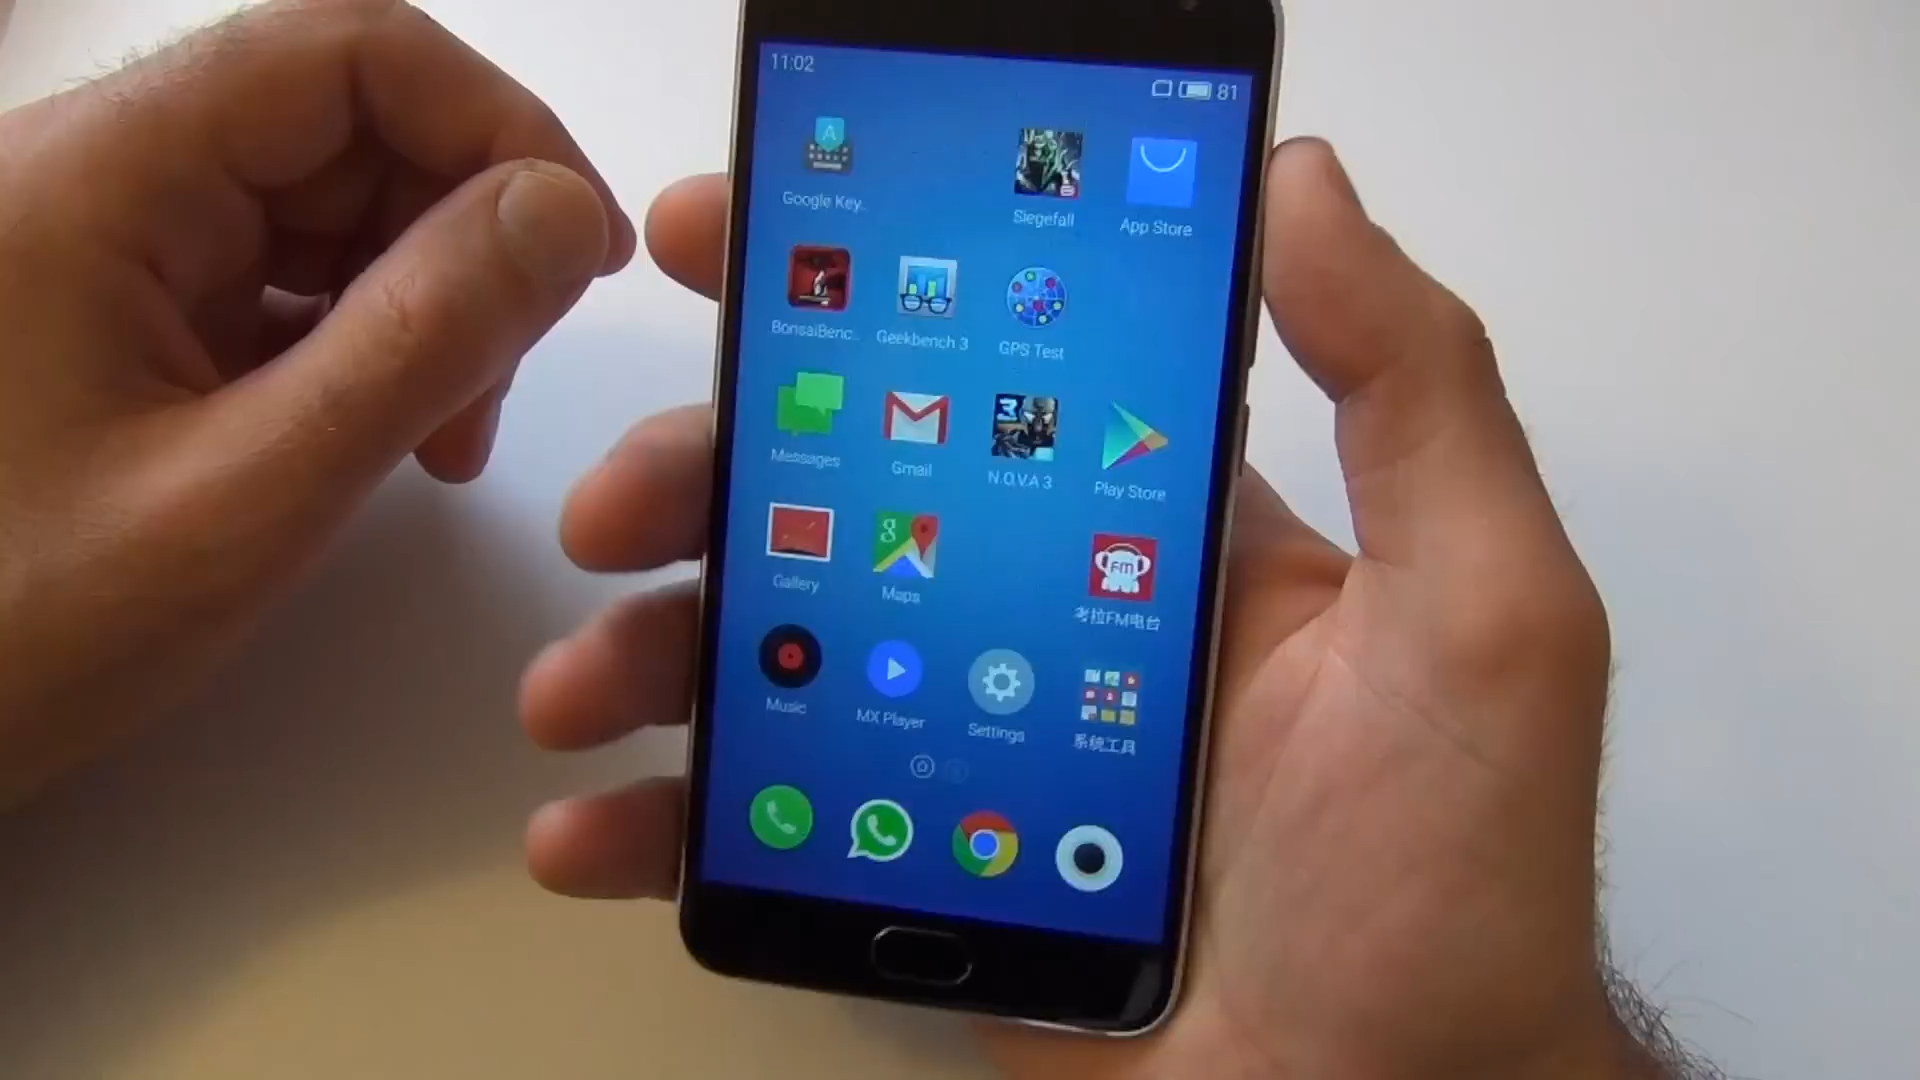 11:02
81
Google Key..
Siegefall
App Store
BonsaiBenc..
Geekbench 3
GPS Test
Messages
Gmail
N.O.V.A 3
Play Store
Gallery
Maps
考拉FM电台
Music
MX Player
Settings
系统工具